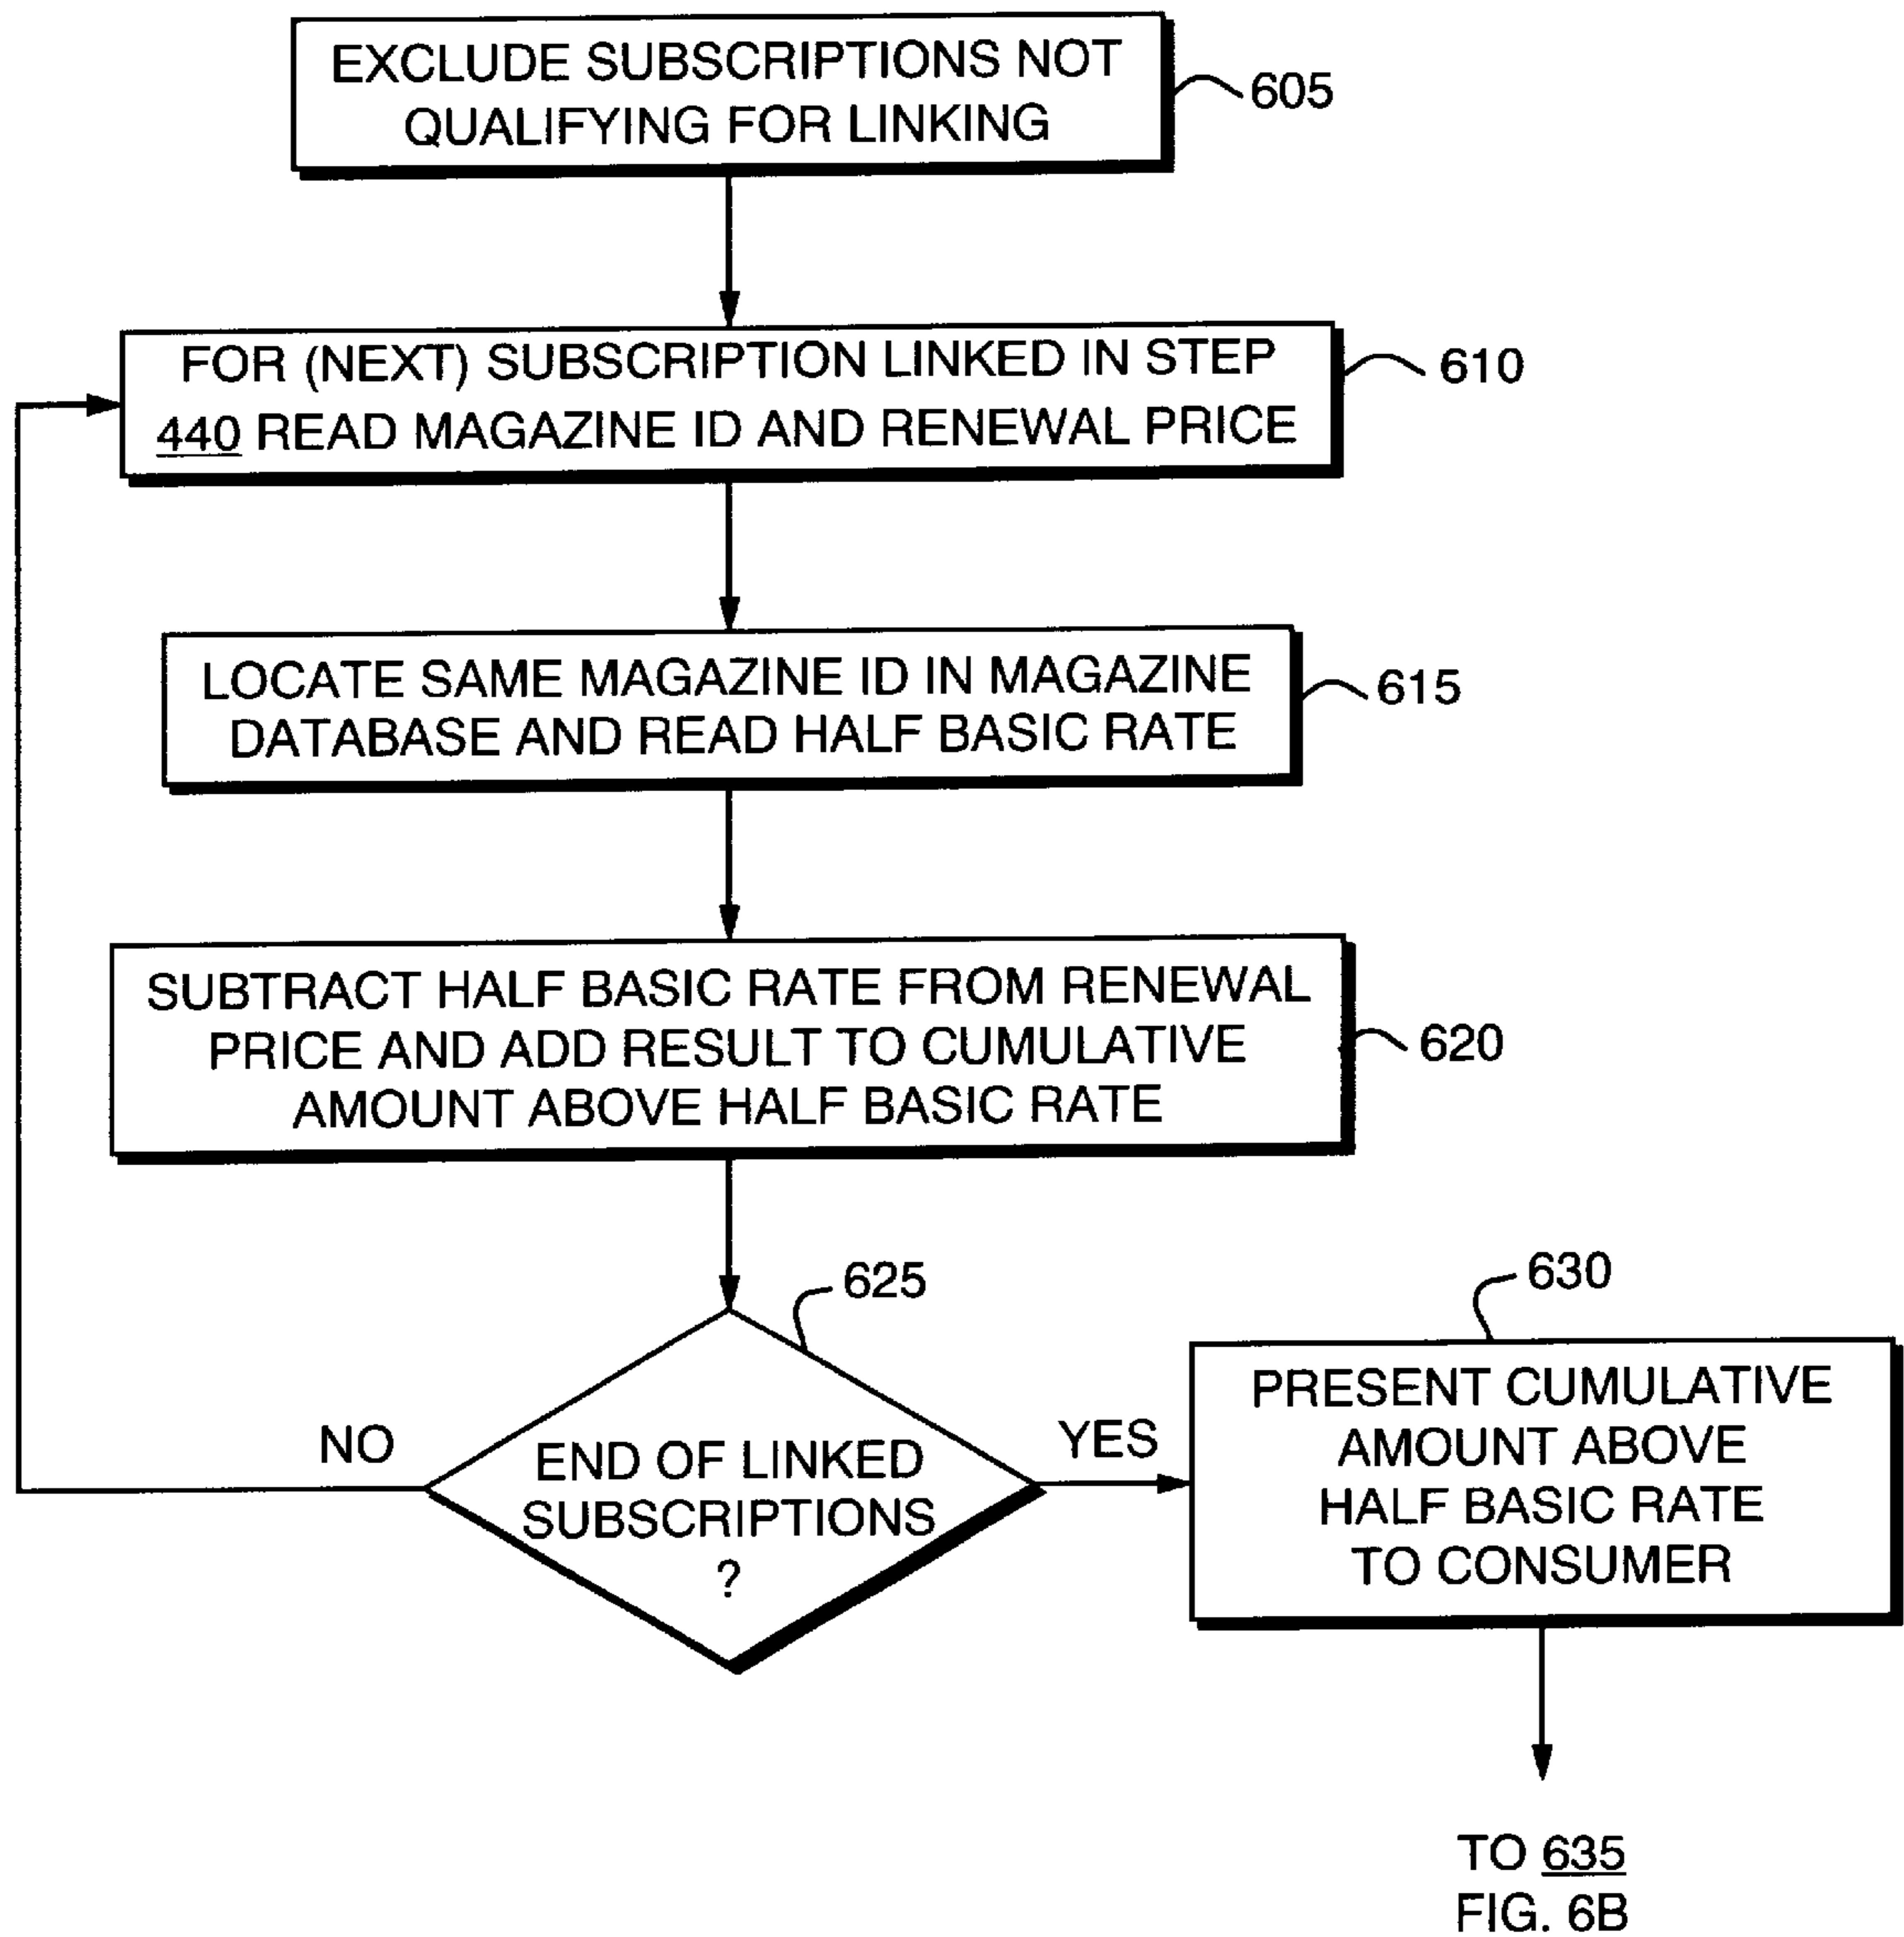 EXCLUDE SUBSCRIPTIONS NOT
QUALIFYING FOR LINKING
605
FOR (NEXT) SUBSCRIPTION LINKED IN STEP
440 READ MAGAZINE ID AND RENEWAL PRICE
610
LOCATE SAME MAGAZINE ID IN MAGAZINE
DATABASE AND READ HALF BASIC RATE
615
SUBTRACT HALF BASIC RATE FROM RENEWAL
PRICE AND ADD RESULT TO CUMULATIVE
AMOUNT ABOVE HALF BASIC RATE
620
625
END OF LINKED
SUBSCRIPTIONS
?
NO
YES
630
PRESENT CUMULATIVE
AMOUNT ABOVE
HALF BASIC RATE
TO CONSUMER
TO 635
FIG. 6B